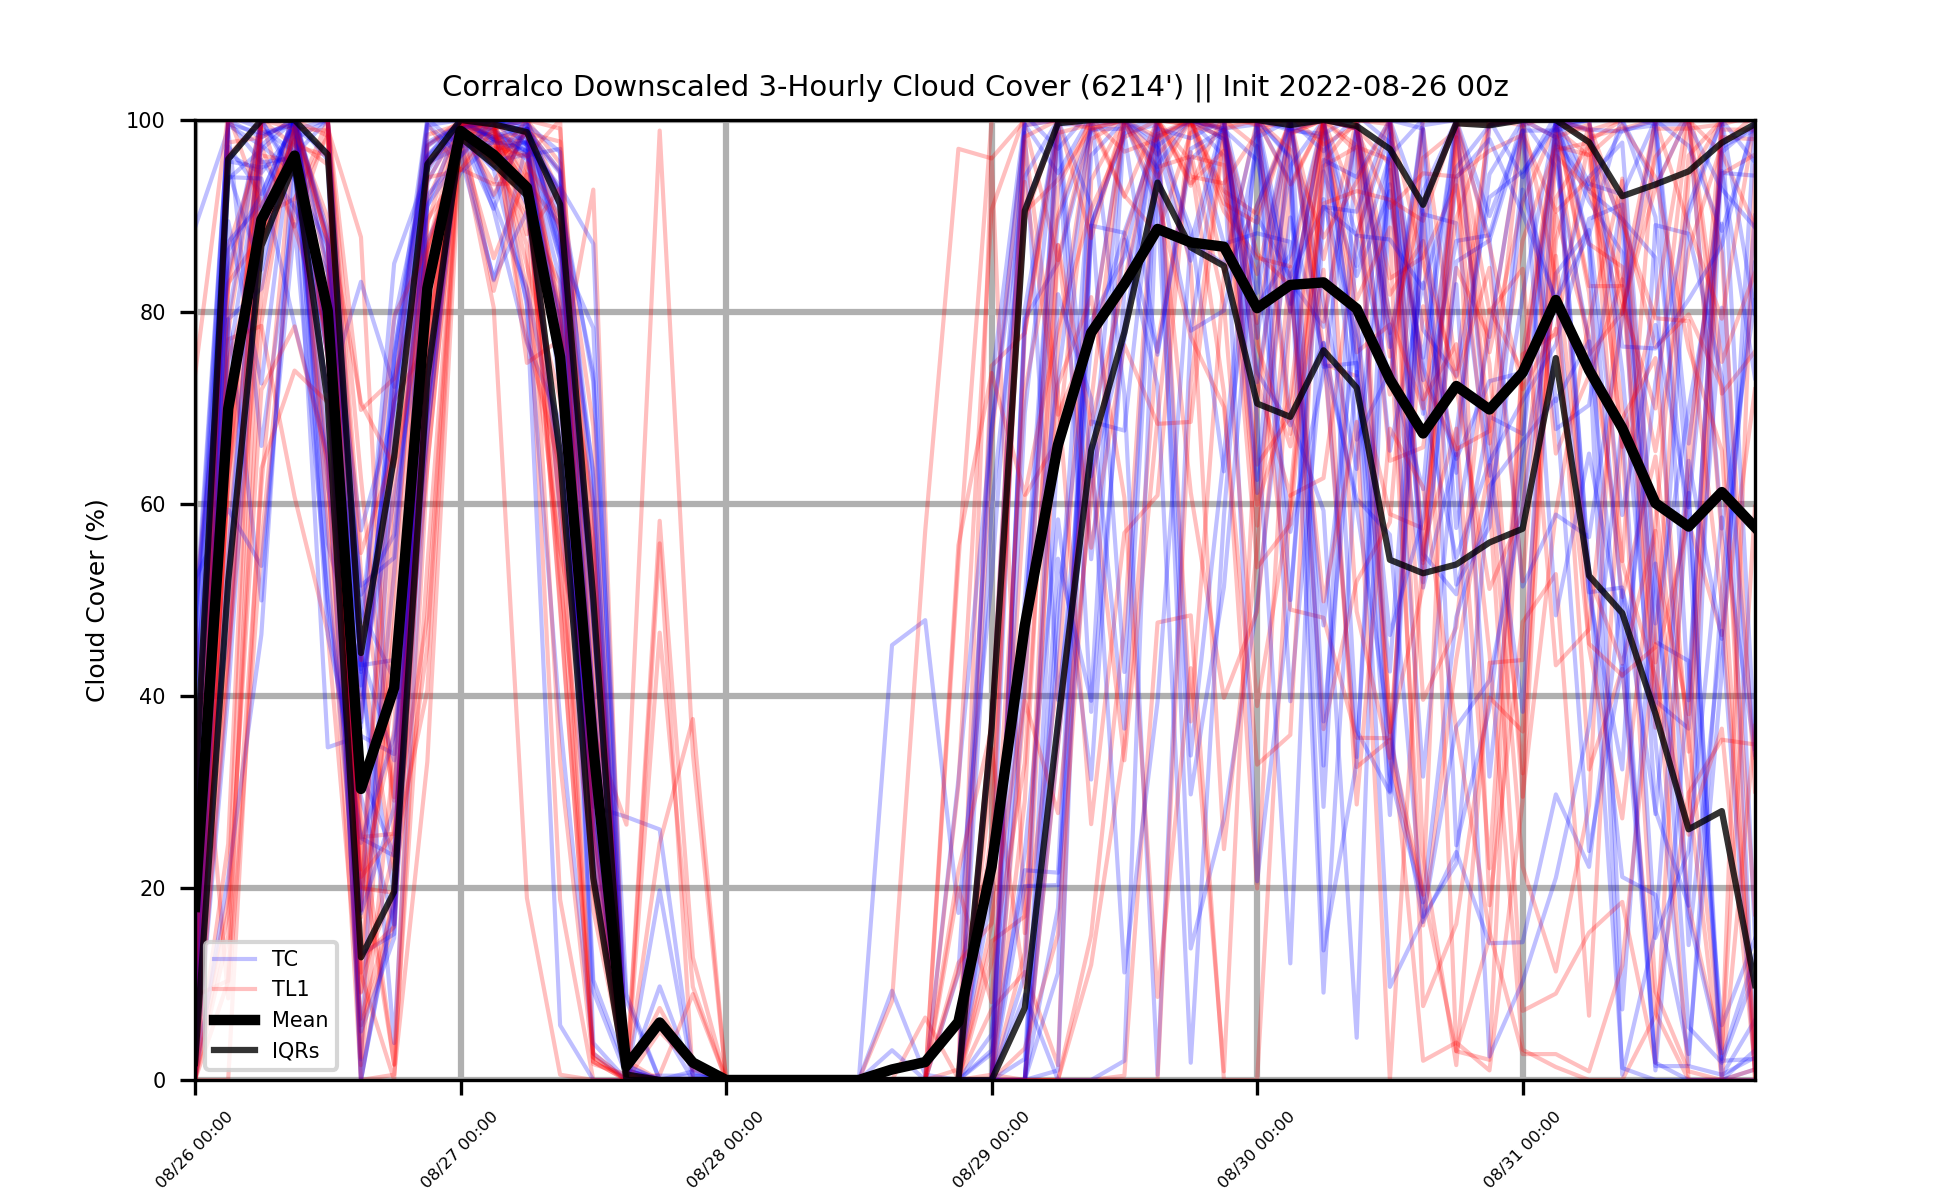 Corralco Downscaled 3-Hourly Cloud Cover (6214') || Init 2022-08-26 00z
Cloud Cover (%)
100
80
60
40
20
0
TC
TL1
Mean
IQRs
08/26 00:00
08/27 00:00
08/28 00:00
08/29 00:00
08/30 00:00
08/31 00:00